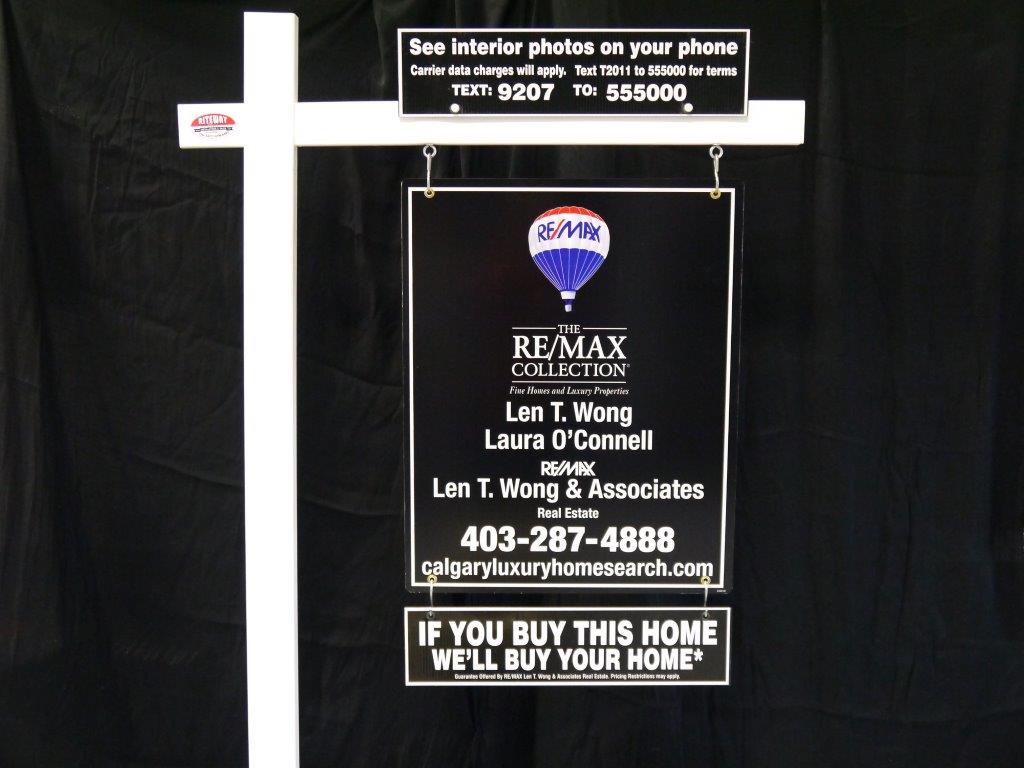 See interior photos on your phone
Carrier data charges will apply. Text T2011 to 555000 for terms
TEXT: 9207 TO: 555000
RITEWAY
RE/MAX
THE
RE/MAX
COLLECTION
Fine Homes and Luxury Properties
Len T. Wong
Laura O'Connell
RE/MAX
Len T. Wong & Associates
Real Estate
403-287-4888
calgaryluxuryhomesearch.com
IF YOU BUY THIS HOME
WE'LL BUY YOUR HOME*
Guarantee Offered By RE/MAX Len T. Wong & Associates Real Estate. Pricing Restrictions may apply.